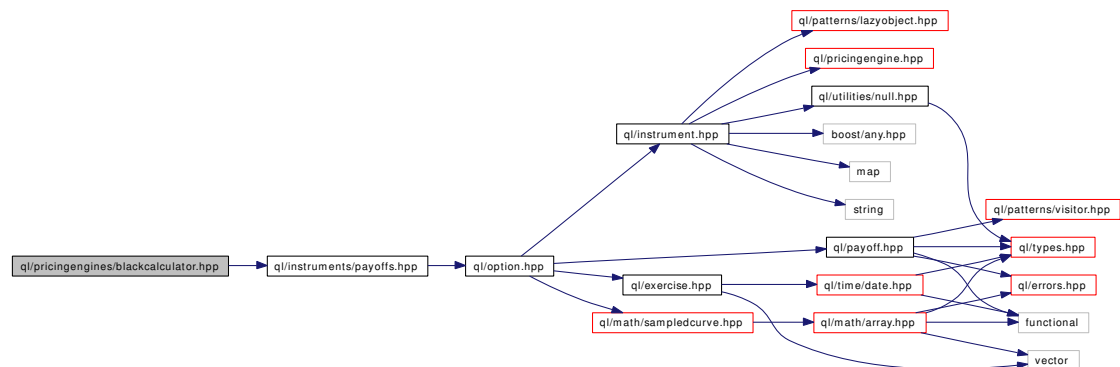 ql/patterns/lazyobject.hpp
ql/pricingengine.hpp
ql/utilities/null.hpp
ql/instrument.hpp
boost/any.hpp
map
string
ql/patterns/visitor.hpp
ql/payoff.hpp
ql/types.hpp
ql/pricingengines/blackcalculator.hpp
ql/instruments/payoffs.hpp
ql/option.hpp
ql/exercise.hpp
ql/time/date.hpp
ql/errors.hpp
ql/math/sampledcurve.hpp
ql/math/array.hpp
functional
vector